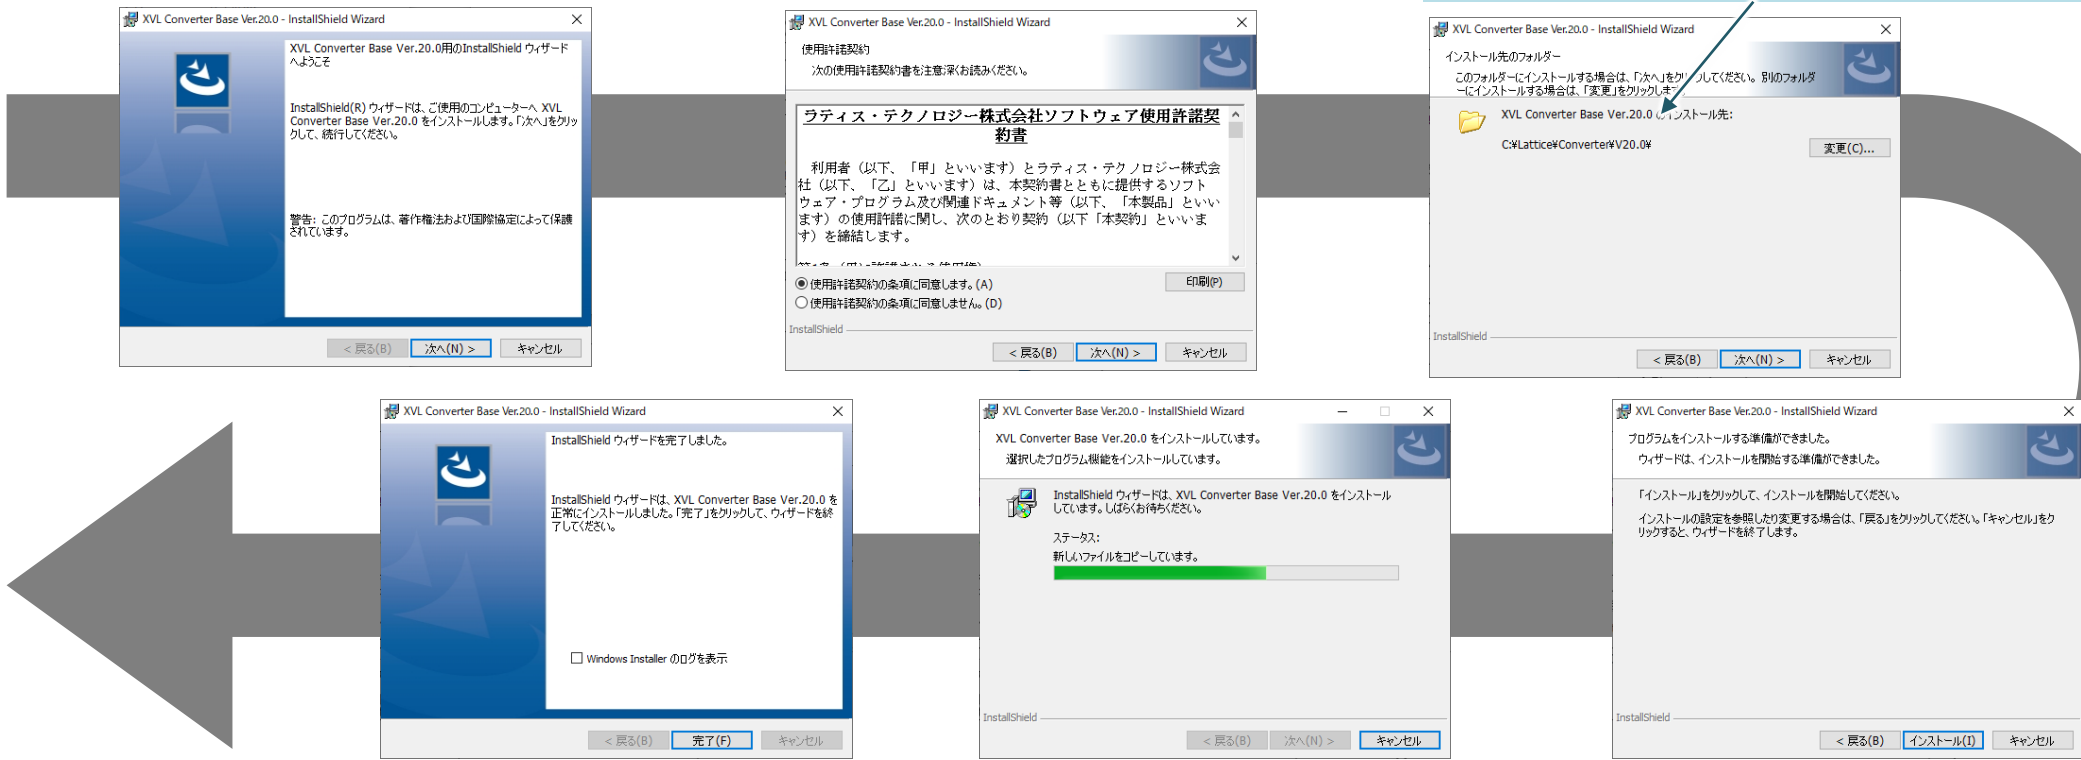 XVL Converter Base Ver.20.0 - InstallShield Wizard
XVL Converter Base Ver.20.0用のInstallShield ウィザード
へようこそ
InstallShield(R) ウィザードは、ご使用のコンピューターへ XVL
Converter Base Ver.20.0 をインストールします。「次へ」をクリッ
クして、続行してください。
警告: このプログラムは、著作権法および国際協定によって保護
されています。
< 戻る(B)
次へ(N) >
キャンセル
XVL Converter Base Ver.20.0 - InstallShield Wizard
使用許諾契約
次の使用許諾契約書を注意深くお読みください。
ラティス・テクノロジー株式会社ソフトウェア使用許諾契
約書
利用者（以下、「甲」といいます）とラティス・テクノロジー株式会
社（以下、「乙」といいます）は、本契約書とともに提供するソフト
ウェア・プログラム及び関連ドキュメント等（以下、「本製品」といい
ます）の使用許諾に関し、次のとおり契約（以下「本契約」といいま
す）を締結します。
使用許諾契約の条項に同意します。(A)
印刷(P)
使用許諾契約の条項に同意しません。(D)
InstallShield
< 戻る(B)
次へ(N) >
キャンセル
XVL Converter Base Ver.20.0 - InstallShield Wizard
インストール先のフォルダー
このフォルダーにインストールする場合は、「次へ」をクリックしてください。別のフォルダ
ーにインストールする場合は、「変更」をクリックします。
XVL Converter Base Ver.20.0 のインストール先:
C:¥Lattice¥Converter¥V20.0¥
変更(C)...
InstallShield
< 戻る(B)
次へ(N) >
キャンセル
XVL Converter Base Ver.20.0 - InstallShield Wizard
プログラムをインストールする準備ができました。
ウィザードは、インストールを開始する準備ができました。
「インストール」をクリックして、インストールを開始してください。
インストールの設定を参照したり変更する場合は、「戻る」をクリックしてください。「キャンセル」をク
リックすると、ウィザードを終了します。
InstallShield
< 戻る(B)
インストール(I)
キャンセル
XVL Converter Base Ver.20.0 - InstallShield Wizard
XVL Converter Base Ver.20.0 をインストールしています。
選択したプログラム機能をインストールしています。
InstallShield ウィザードは、XVL Converter Base Ver.20.0 をインストール
しています。しばらくお待ちください。
ステータス:
新しいファイルをコピーしています。
InstallShield
< 戻る(B)
次へ(N) >
キャンセル
XVL Converter Base Ver.20.0 - InstallShield Wizard
InstallShield ウィザードを完了しました。
InstallShield ウィザードは、XVL Converter Base Ver.20.0 を
正常にインストールしました。「完了」をクリックして、ウィザードを終
了してください。
Windows Installer のログを表示
< 戻る(B)
完了(F)
キャンセル